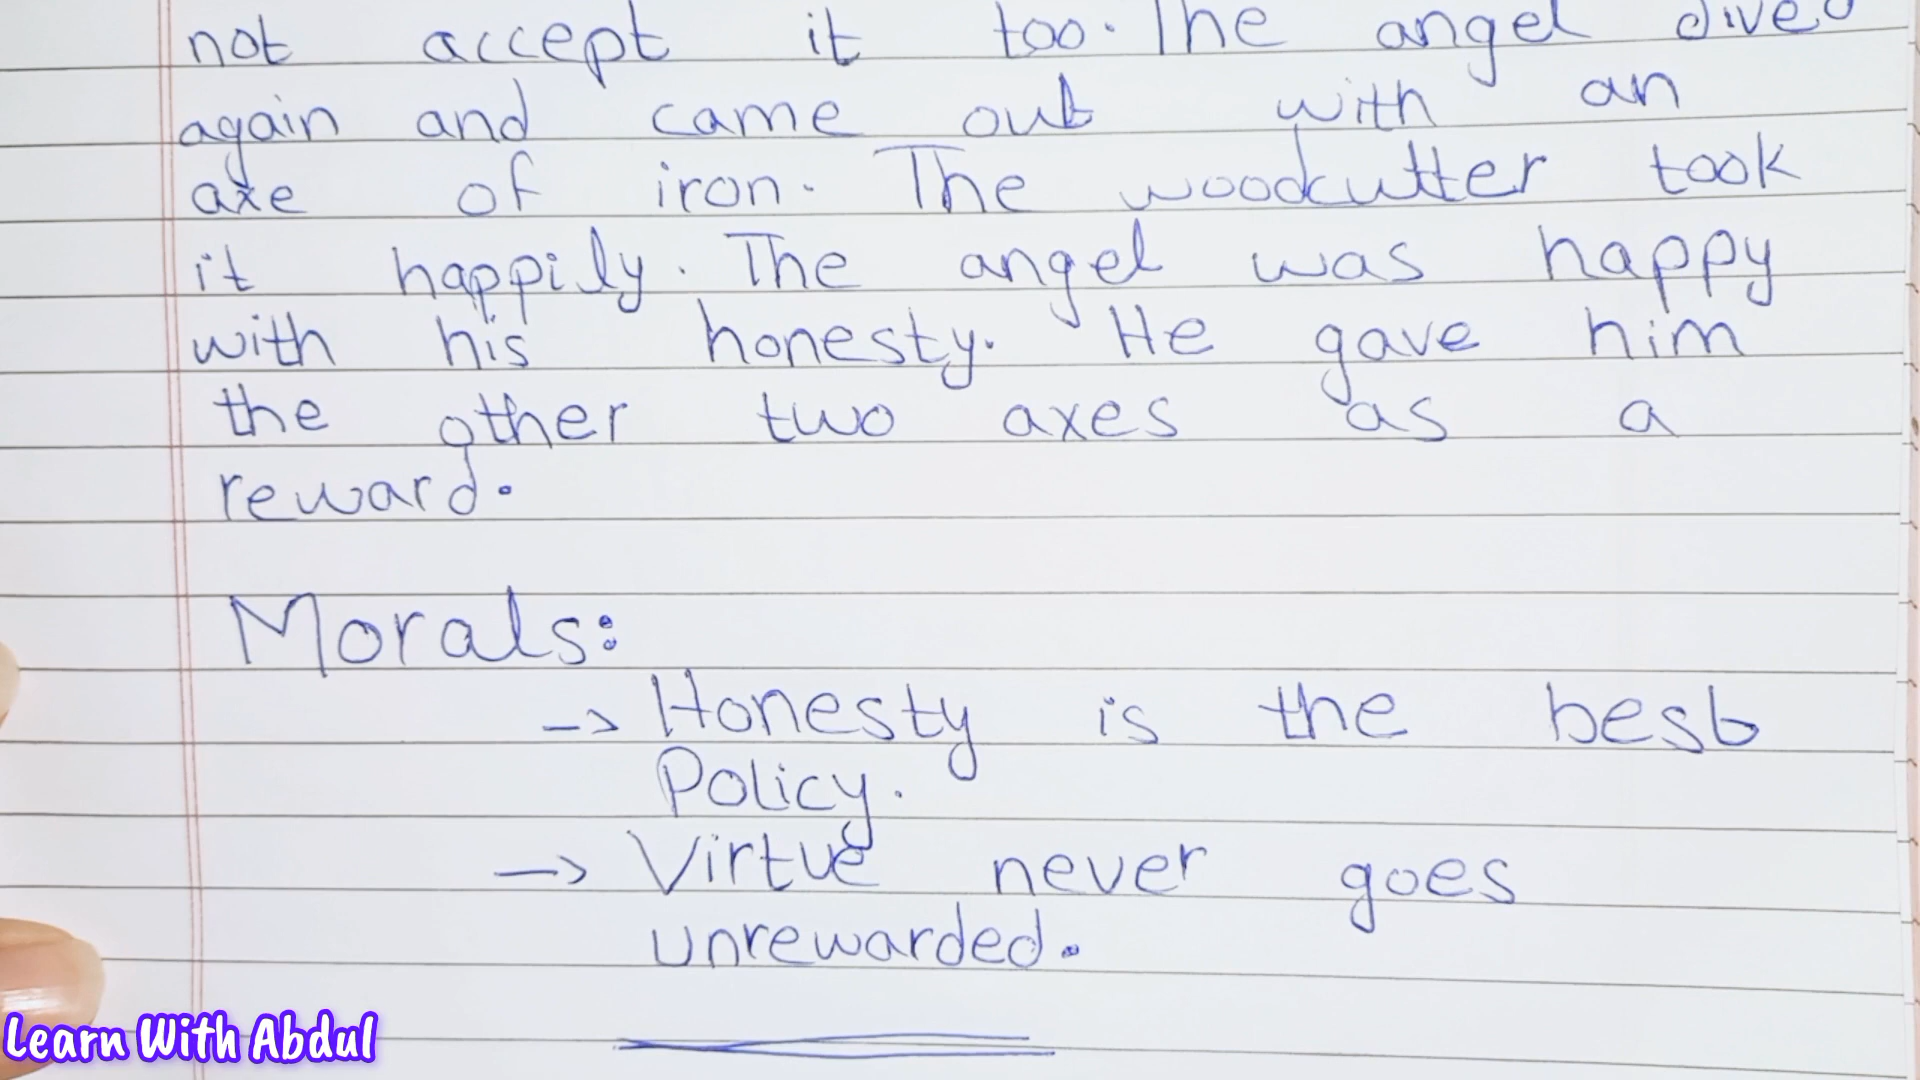 not accept it too. The angel dived
again and came out with an
axe of iron. The woodcutter took
it happily. The angel was happy
with his honesty. He gave him
the other two axes as a
reward.
Morals:
-> Honesty is the best
Policy.
-> Virtue never goes
unrewarded.
Learn With Abdul